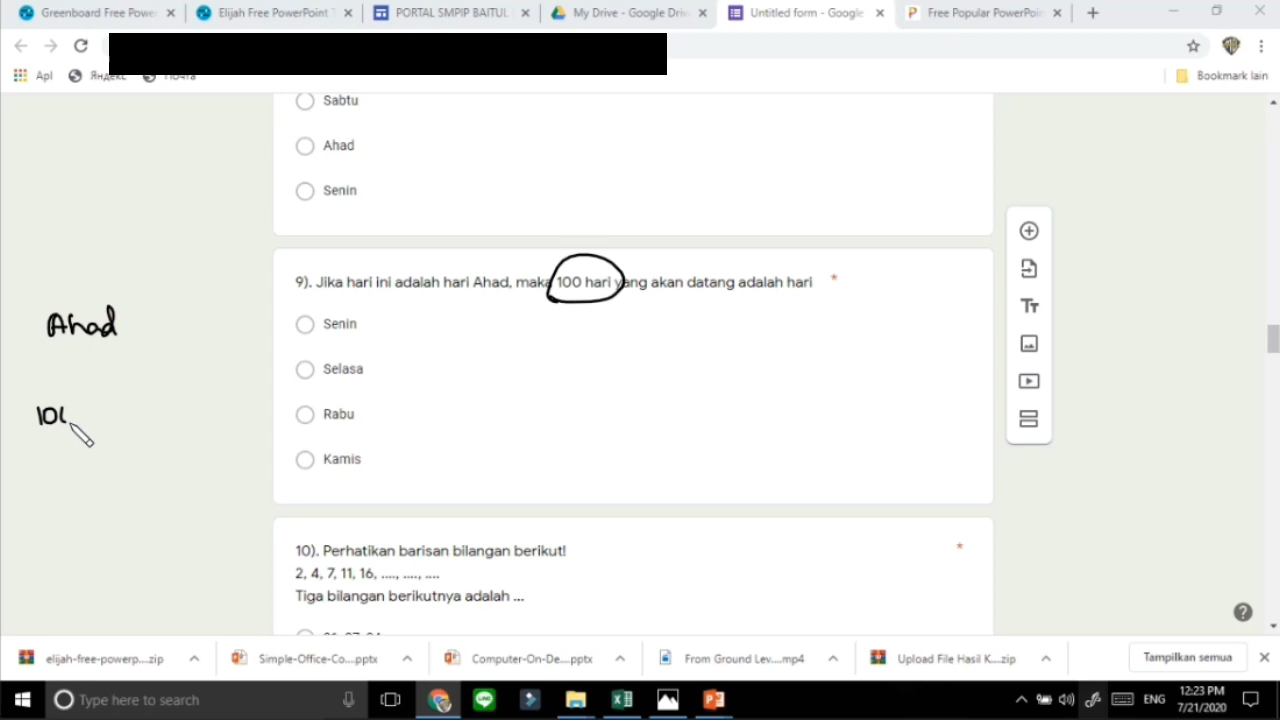 Greenboard Free Power
Elijah Free PowerPoint T
PORTAL SMPIP BAITUL
My Drive - Google Driv
Untitled form - Google
Free Popular PowerPoin
Apl
Яндекс
Почта
Bookmark lain
Sabtu
Ahad
Senin
9). Jika hari ini adalah hari Ahad, maka 100 hari yang akan datang adalah hari *
Senin
Selasa
Rabu
Kamis
Ahad
10). Perhatikan barisan bilangan berikut! *
2, 4, 7, 11, 16, ...., ...., ....
Tiga bilangan berikutnya adalah ...
elijah-free-powerp....zip
Simple-Office-Co....pptx
Computer-On-De....pptx
From Ground Lev....mp4
Upload File Hasil K....zip
Tampilkan semua
Type here to search
ENG
12:23 PM
7/21/2020